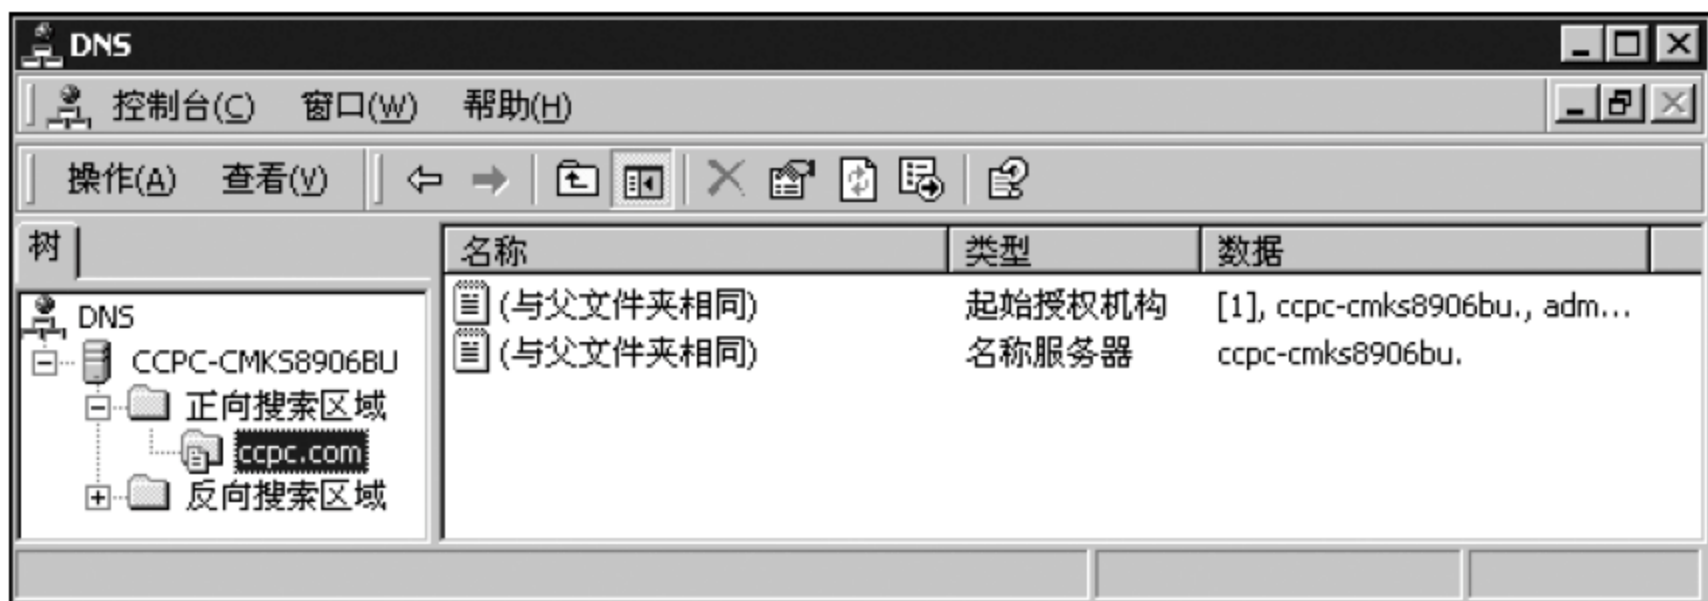 DNS
控制台(C) 窗口(W) 帮助(H)
操作(A) 查看(V)
树
名称 类型 数据
(与父文件夹相同) 起始授权机构 [1], ccpc-cmks8906bu., adm...
(与父文件夹相同) 名称服务器 ccpc-cmks8906bu.
DNS
CCPC-CMKS8906BU
正向搜索区域
ccpc.com
反向搜索区域